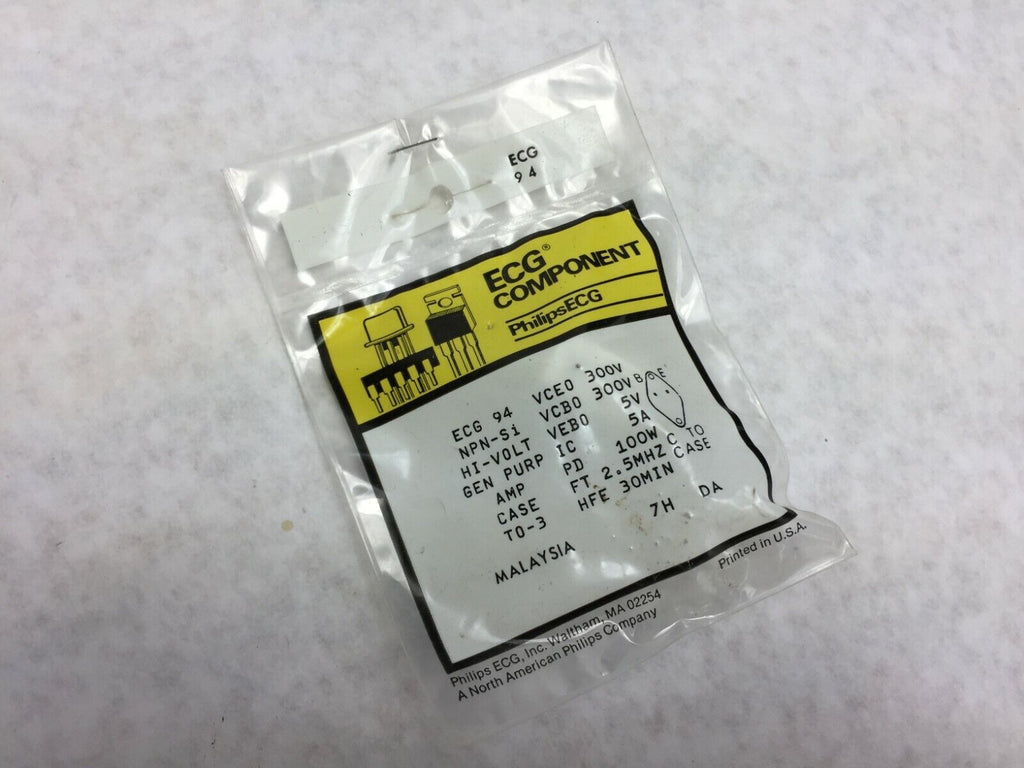 ECG
94
ECG®
COMPONENT
PhilipsECG
ECG 94 VCEO 300V
NPN-Si VCBO 300V B E
HI-VOLT VEBO 5V
GEN PURP IC 5A
AMP PD 100W C TO
CASE FT 2.5MHZ CASE
TO-3 HFE 30MIN
7H DA
MALAYSIA
Printed in U.S.A.
Philips ECG, Inc. Waltham, MA 02254
A North American Philips Company